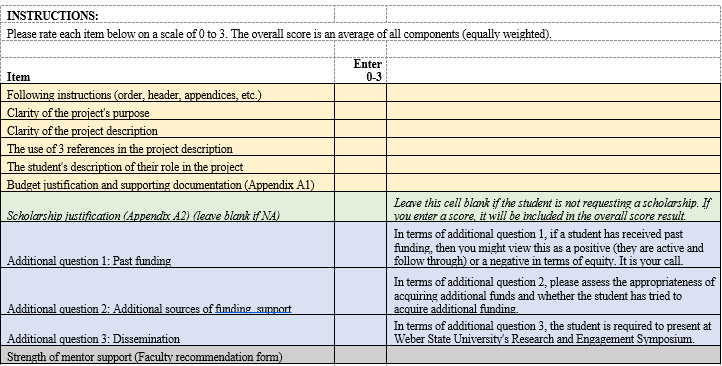 INSTRUCTIONS:
Please rate each item below on a scale of 0 to 3. The overall score is an average of all components (equally weighted).
Enter
Item 0-3
Following instructions (order, header, appendices, etc.)
Clarity of the project's purpose
Clarity of the project description
The use of 3 references in the project description
The student's description of their role in the project
Budget justification and supporting documentation (Appendix A1)
Leave this cell blank if the student is not requesting a scholarship. If
Scholarship justification (Appendix A2) (leave blank if NA) you enter a score, it will be included in the overall score result.
In terms of additional question 1, if a student has received past
funding, then you might view this as a positive (they are active and
follow through) or a negative in terms of equity. It is your call.
Additional question 1: Past funding
In terms of additional question 2, please assess the appropriateness of
acquiring additional funds and whether the student has tried to
Additional question 2: Additional sources of funding support acquire additional funding.
In terms of additional question 3, the student is required to present at
Additional question 3: Dissemination Weber State University's Research and Engagement Symposium.
Strength of mentor support (Faculty recommendation form)